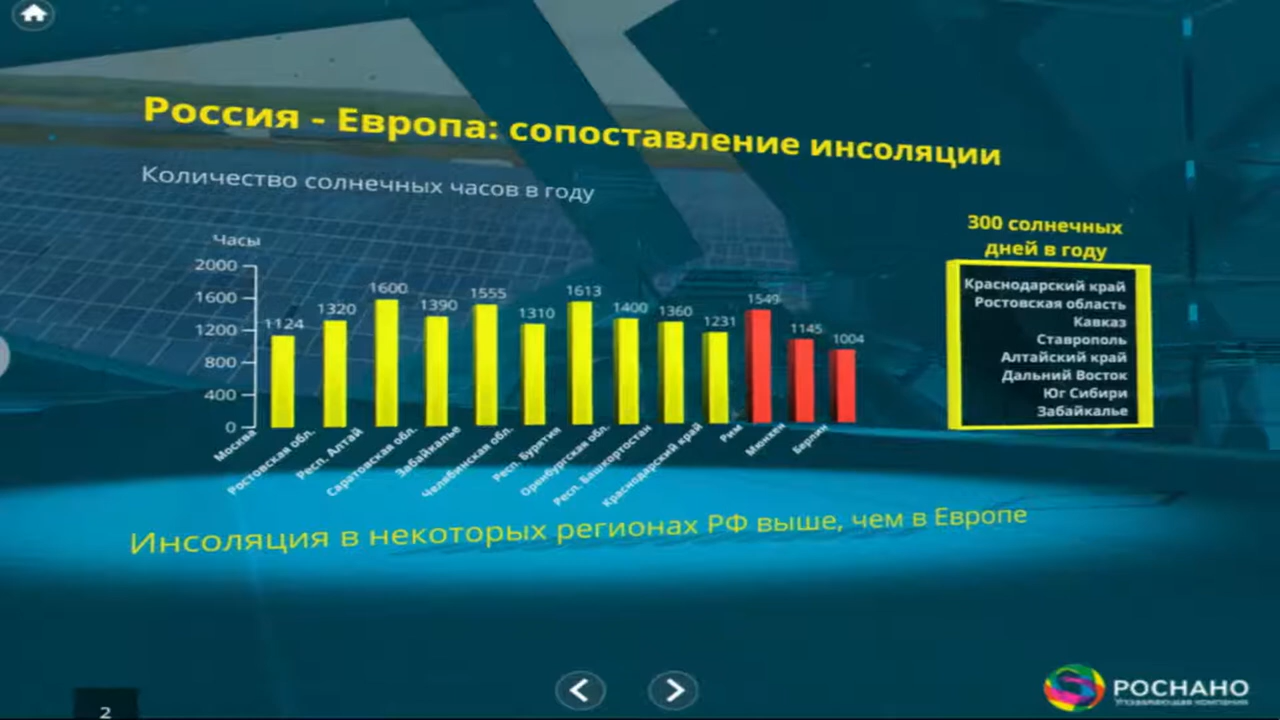 Россия - Европа: сопоставление инсоляции
Количество солнечных часов в году
Часы
2000
1600
1200
800
400
0
1124
1320
1600
1390
1555
1310
1613
1400
1360
1231
1549
1145
1004
Москва
Ростовская обл.
Респ. Алтай
Саратовская обл.
Забайкалье
Челябинская обл.
Респ. Бурятия
Оренбургская обл.
Респ. Башкортостан
Краснодарский край
Рим
Мюнхен
Берлин
300 солнечных
дней в году
Краснодарский край
Ростовская область
Кавказ
Ставрополь
Алтайский край
Дальний Восток
Юг Сибири
Забайкалье
Инсоляция в некоторых регионах РФ выше, чем в Европе
2
РОСНАНО
Управляющая компания